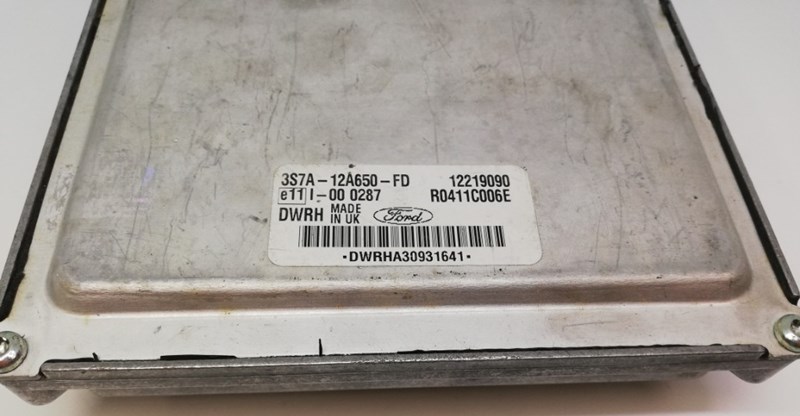 3S7A-12A650-FD 12219090
e11 I-00 0287 R0411C006E
DWRH MADE IN UK Ford
·DWRHA30931641·